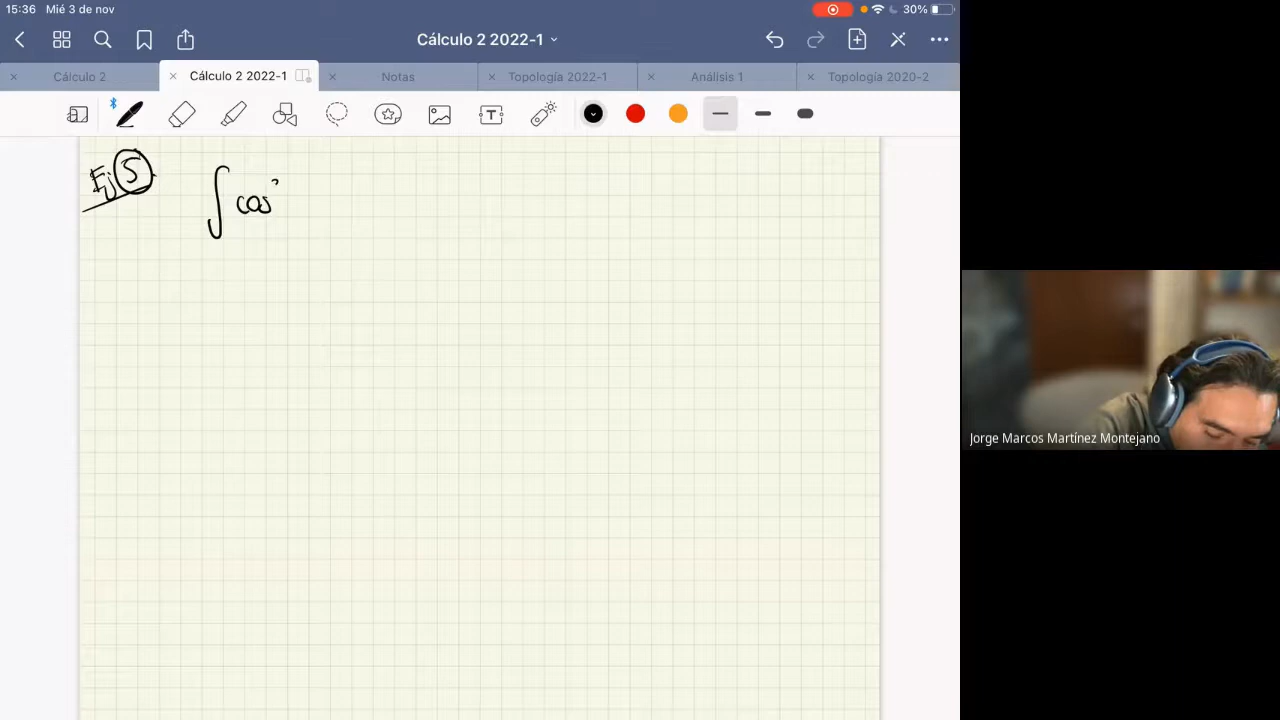 15:36 Mié 3 de nov 30%
Cálculo 2 2022-1
Cálculo 2 Cálculo 2 2022-1 Notas Topología 2022-1 Análisis 1 Topología 2020-2
T
Ej 5 ∫ cos
Jorge Marcos Martínez Montejano